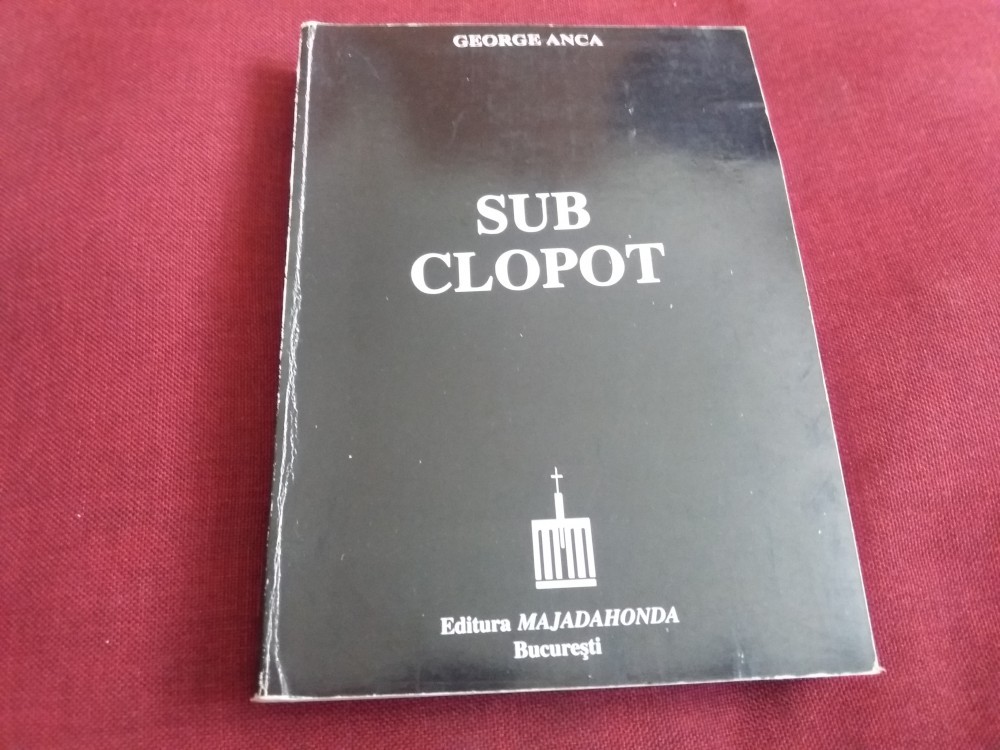 GEORGE ANCA
SUB
CLOPOT
Editura MAJADAHONDA
București